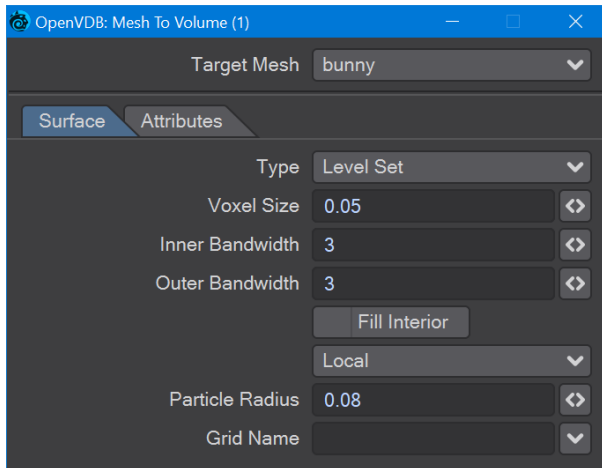 OpenVDB: Mesh To Volume (1)
Target Mesh bunny
Surface Attributes
Type Level Set
Voxel Size 0.05
Inner Bandwidth 3
Outer Bandwidth 3
Fill Interior
Local
Particle Radius 0.08
Grid Name